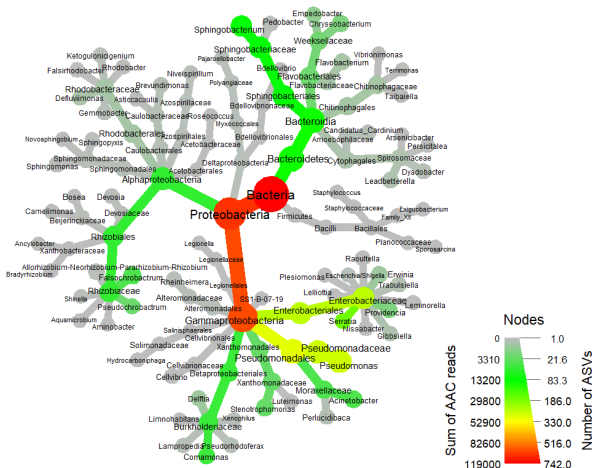 Empedobacter
Sphingobacterium
Pedobacter
Chryseobacterium
Weeksellaceae
Sphingobacteriaceae
Ketogulonicigenium
Pajaroellobacter
Flavobacterium
Vibrionimonas
Falsirhodobacter
Niveispirillum
Bdellovibrio
Flavobacteriales
Terrimonas
Rhodobacteraceae
Brevundimonas
Polyangiaceae
Flavobacteriaceae
Chitinophagaceae
Defluviimonas
Asticcacaulis
Azospirillaceae
Sphingobacteriales
Taibaiella
Gemmobacter
Caulobacteraceae
Roseococcus
Bdellovibrionaceae
Chitinophagales
Myxococcales
Bacteroidia
Rhodobacterales
Azospirillales
Bdellovibrionales
Candidatus_Cardinium
Arsenicibacter
Novosphingobium
Sphingopyxis
Acetobacteraceae
Amoebophilaceae
Persicitalea
Caulobacterales
Sphingomonadaceae
Deltaproteobacteria
Bacteroidetes
Cytophagales
Spirosomaceae
Sphingomonas
Sphingomonadales
Acetobacterales
Dyadobacter
Alphaproteobacteria
Leadbetterella
Bosea
Devosia
Bacteria
Staphylococcus
Camelimonas
Devosiaceae
Proteobacteria
Firmicutes
Staphylococcaceae
Exiguobacterium
Beijerinckiaceae
Family_XII
Rhizobiales
Bacilli
Bacillales
Ancylobacter
Xanthobacteraceae
Legionella
Planococcaceae
Sporosarcina
Bradyrhizobium
Allorhizobium-Neorhizobium-Pararhizobium-Rhizobium
Raoultella
Falsochrobactrum
Rheinheimera
Legionellaceae
Plesiomonas
Escherichia/Shigella
Erwinia
Legionellales
Trabulsiella
Rhizobiaceae
Alteromonadaceae
SS1-B-07-19
Lelliottia
Enterobacteriaceae
Leminorella
Shinella
Pseudochrobactrum
Alteromonadales
Enterobacteriales
Providencia
Aquamicrobium
Gammaproteobacteria
Serratia
Aminobacter
Salinisphaerales
Nissabacter
Gibbsiella
Solimonadaceae
Cellvibrionales
Xanthomonadales
Pseudomonadaceae
Hydrocarboniphaga
Pseudomonadales
Pseudomonas
Cellvibrionaceae
Betaproteobacteriales
Cellvibrio
Xanthomonadaceae
Moraxellaceae
Delftia
Luteimonas
Acinetobacter
Stenotrophomonas
Limnohabitans
Xenophilus
Perlucidibaca
Burkholderiaceae
Lampropedia
Pseudorhodoferax
Comamonas
Nodes
0 1.0
3310 21.6
13200 83.3
29800 186.0
52900 330.0
82600 516.0
119000 742.0
Sum of AAC reads
Number of ASVs